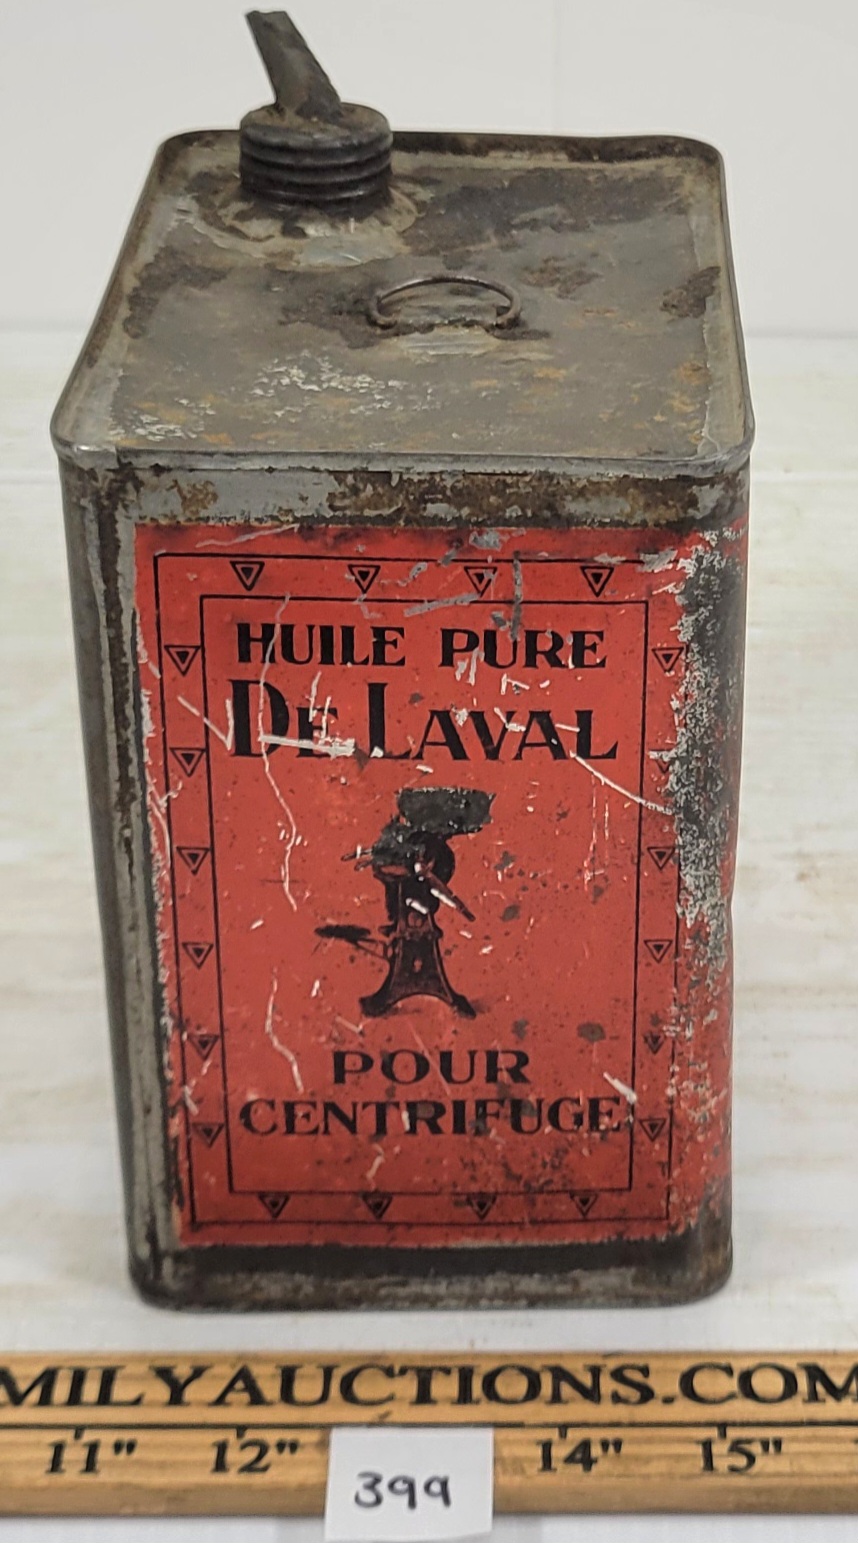 HUILE PURE
DE LAVAL
POUR
CENTRIFUGE
MILYAUCTIONS.COM
11" 12" 14" 15"
399